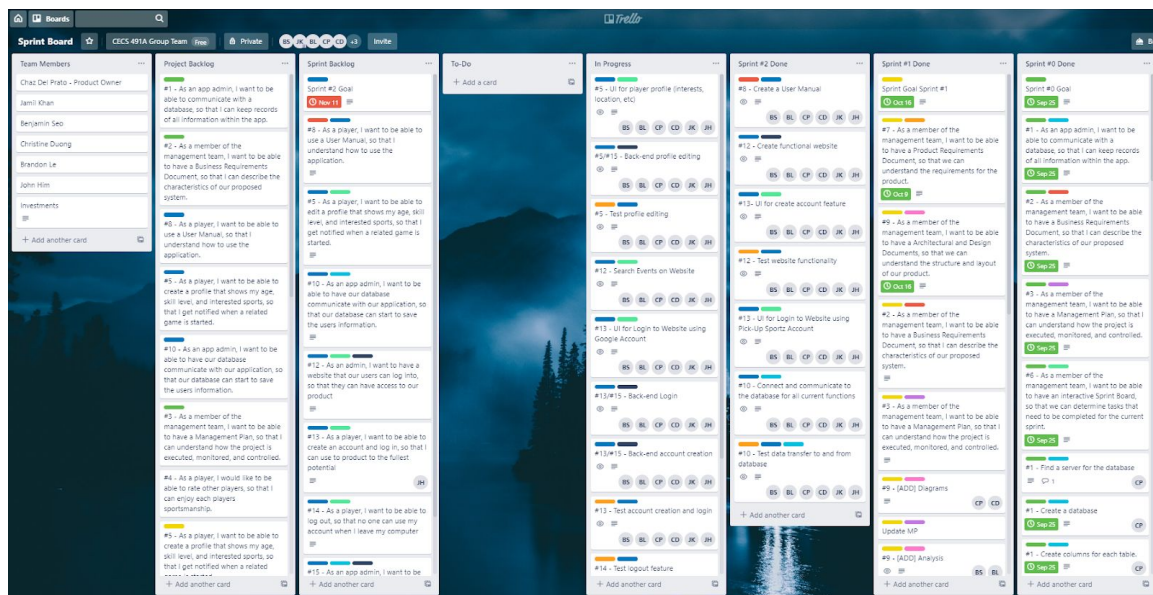 Boards
Trello
Sprint Board
CECS 491A Group Team
Free
Private
BS JK BL CP CD +3
Invite
B
Team Members
Chaz Del Prato - Product Owner
Jamil Khan
Benjamin Seo
Christine Duong
Brandon Le
John Him
Investments
+ Add another card
Project Backlog
#1 - As an app admin, I want to be
able to communicate with a
database, so that I can keep records
of all information within the app.
#2 - As a member of the
management team, I want to be able
to have a Business Requirements
Document, so that I can describe the
characteristics of our proposed
system.
#8 - As a player, I want to be able to
use a User Manual, so that I
understand how to use the
application.
#5 - As a player, I want to be able to
create a profile that shows my age,
skill level, and interested sports, so
that I get notified when a related
game is started.
#10 - As an app admin, I want to be
able to have our database
communicate with our application, so
that our database can start to save
the users information.
#3 - As a member of the
management team, I want to be able
to have a Management Plan, so that I
can understand how the project is
executed, monitored, and controlled.
#4 - As a player, I would like to be
able to rate other players, so that I
can enjoy each players
sportsmanship.
#5 - As a player, I want to be able to
create a profile that shows my age,
skill level, and interested sports, so
that I get notified when a related
game is started.
+ Add another card
Sprint Backlog
Sprint #2 Goal
Nov 11
#8 - As a player, I want to be able to
use a User Manual, so that I
understand how to use the
application.
#5 - As a player, I want to be able to
edit a profile that shows my age, skill
level, and interested sports, so that I
get notified when a related game is
started.
#10 - As an app admin, I want to be
able to have our database
communicate with our application, so
that our database can start to save
the users information.
#12 - As an admin, I want to have a
website that our users can log into,
so that they can have access to our
product
#13 - As a player, I want to be able to
create an account and log in, so that I
can use to product to the fullest
potential
JH
#14 - As a player, I want to be able to
log out, so that no one can use my
account when I leave my computer
#15 - As an app admin, I want to be
+ Add another card
To-Do
+ Add a card
In Progress
#5 - UI for player profile (interests,
location, etc)
BS BL CP CD JK JH
#5/#15 - Back-end profile editing
BS BL CP CD JK JH
#5 - Test profile editing
BS BL CP CD JK JH
#12 - Search Events on Website
BS BL CP CD JK JH
#13 - UI for Login to Website using
Google Account
BS BL CP CD JK JH
#13/#15 - Back-end Login
BS BL CP CD JK JH
#13/#15 - Back-end account creation
BS BL CP CD JK JH
#13 - Test account creation and login
BS BL CP CD JK JH
#14 - Test logout feature
+ Add another card
Sprint #2 Done
#8 - Create a User Manual
BS BL CP CD JK JH
#12 - Create functional website
BS BL CP CD JK JH
#13- UI for create account feature
BS BL CP CD JK JH
#12 - Test website functionality
BS BL CP CD JK JH
#13 - UI for Login to Website using
Pick-Up Sportz Account
BS BL CP CD JK JH
#10 - Connect and communicate to
the database for all current functions
BS BL CP CD JK JH
#10 - Test data transfer to and from
database
BS BL CP CD JK JH
+ Add another card
Sprint #1 Done
Sprint Goal Sprint #1
Oct 16
#7 - As a member of the
management team, I want to be able
to have a Product Requirements
Document, so that we can
understand the requirements for the
product.
Oct 9
#9 - As a member of the
management team, I want to be able
to have a Architectural and Design
Documents, so that we can
understand the structure and layout
of our product.
Oct 16
#2 - As a member of the
management team, I want to be able
to have a Business Requirements
Document, so that I can describe the
characteristics of our proposed
system.
#3 - As a member of the
management team, I want to be able
to have a Management Plan, so that I
can understand how the project is
executed, monitored, and controlled.
#9 - [ADD] Diagrams
CP CD
Update MP
#9 - [ADD] Analysis
BS BL
+ Add another card
Sprint #0 Done
Sprint #0 Goal
Sep 25
#1 - As an app admin, I want to be
able to communicate with a
database, so that I can keep records
of all information within the app.
Sep 25
#2 - As a member of the
management team, I want to be able
to have a Business Requirements
Document, so that I can describe the
characteristics of our proposed
system.
Sep 25
#3 - As a member of the
management team, I want to be able
to have a Management Plan, so that I
can understand how the project is
executed, monitored, and controlled.
Sep 25
#6 - As a member of the
management team, I want to be able
to have an interactive Sprint Board,
so that we can determine tasks that
need to be completed for the current
sprint.
Sep 25
#1 - Find a server for the database
1
CP
#1 - Create a database
Sep 25
CP
#1 - Create columns for each table.
Sep 25
CP
+ Add another card